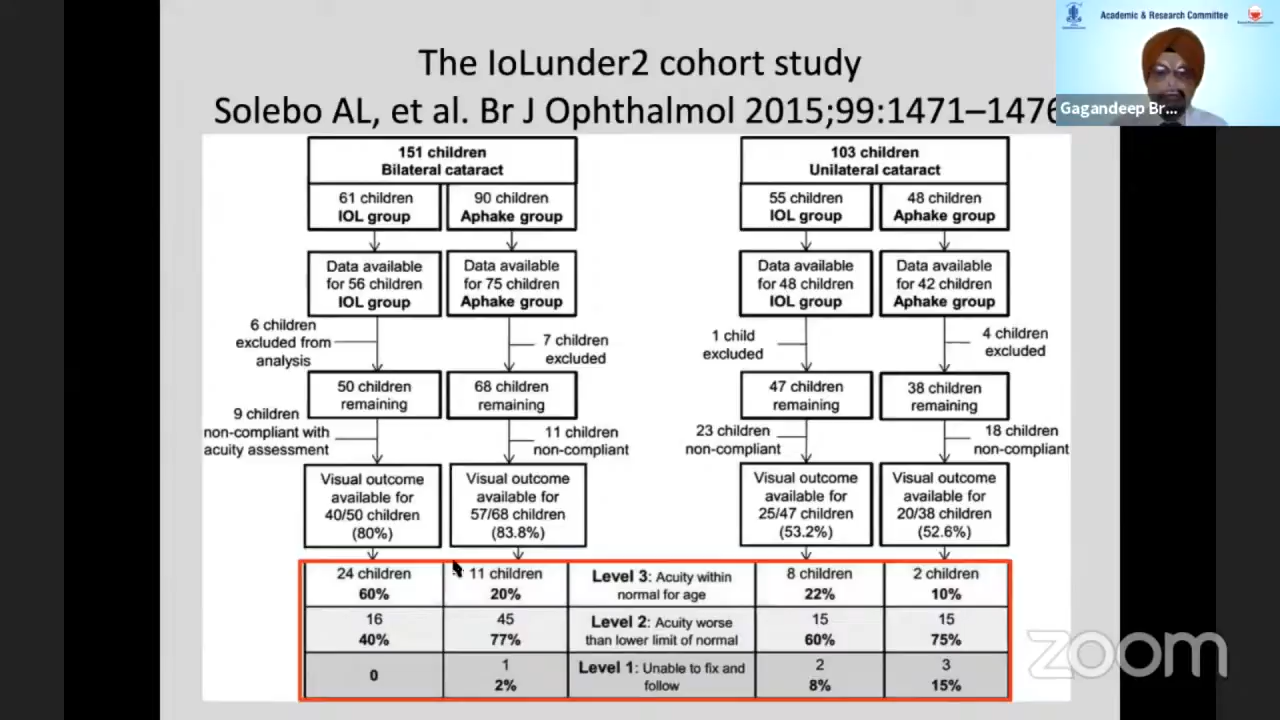 Academic & Research Committee
Gagandeep Br...
The IoLunder2 cohort study
Solebo AL, et al. Br J Ophthalmol 2015;99:1471–1476
151 children
Bilateral cataract
61 children
IOL group
90 children
Aphake group
Data available
for 56 children
IOL group
Data available
for 75 children
Aphake group
6 children
excluded from
analysis
7 children
excluded
50 children
remaining
68 children
remaining
9 children
non-compliant with
acuity assessment
11 children
non-compliant
Visual outcome
available for
40/50 children
(80%)
Visual outcome
available for
57/68 children
(83.8%)
103 children
Unilateral cataract
55 children
IOL group
48 children
Aphake group
Data available
for 48 children
IOL group
Data available
for 42 children
Aphake group
1 child
excluded
4 children
excluded
47 children
remaining
38 children
remaining
23 children
non-compliant
18 children
non-compliant
Visual outcome
available for
25/47 children
(53.2%)
Visual outcome
available for
20/38 children
(52.6%)
24 children
60%
11 children
20%
Level 3: Acuity within
normal for age
8 children
22%
2 children
10%
16
40%
45
77%
Level 2: Acuity worse
than lower limit of normal
15
60%
15
75%
0
1
2%
Level 1: Unable to fix and
follow
2
8%
3
15%
zoom